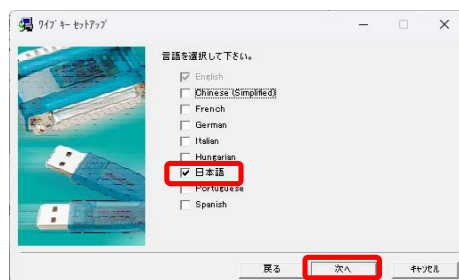 ワイブ キー セットアップ
言語を選択して下さい。
English
Chinese (Simplified)
French
German
Italian
Hungarian
日本語
Portuguese
Spanish
戻る
次へ
キャンセル